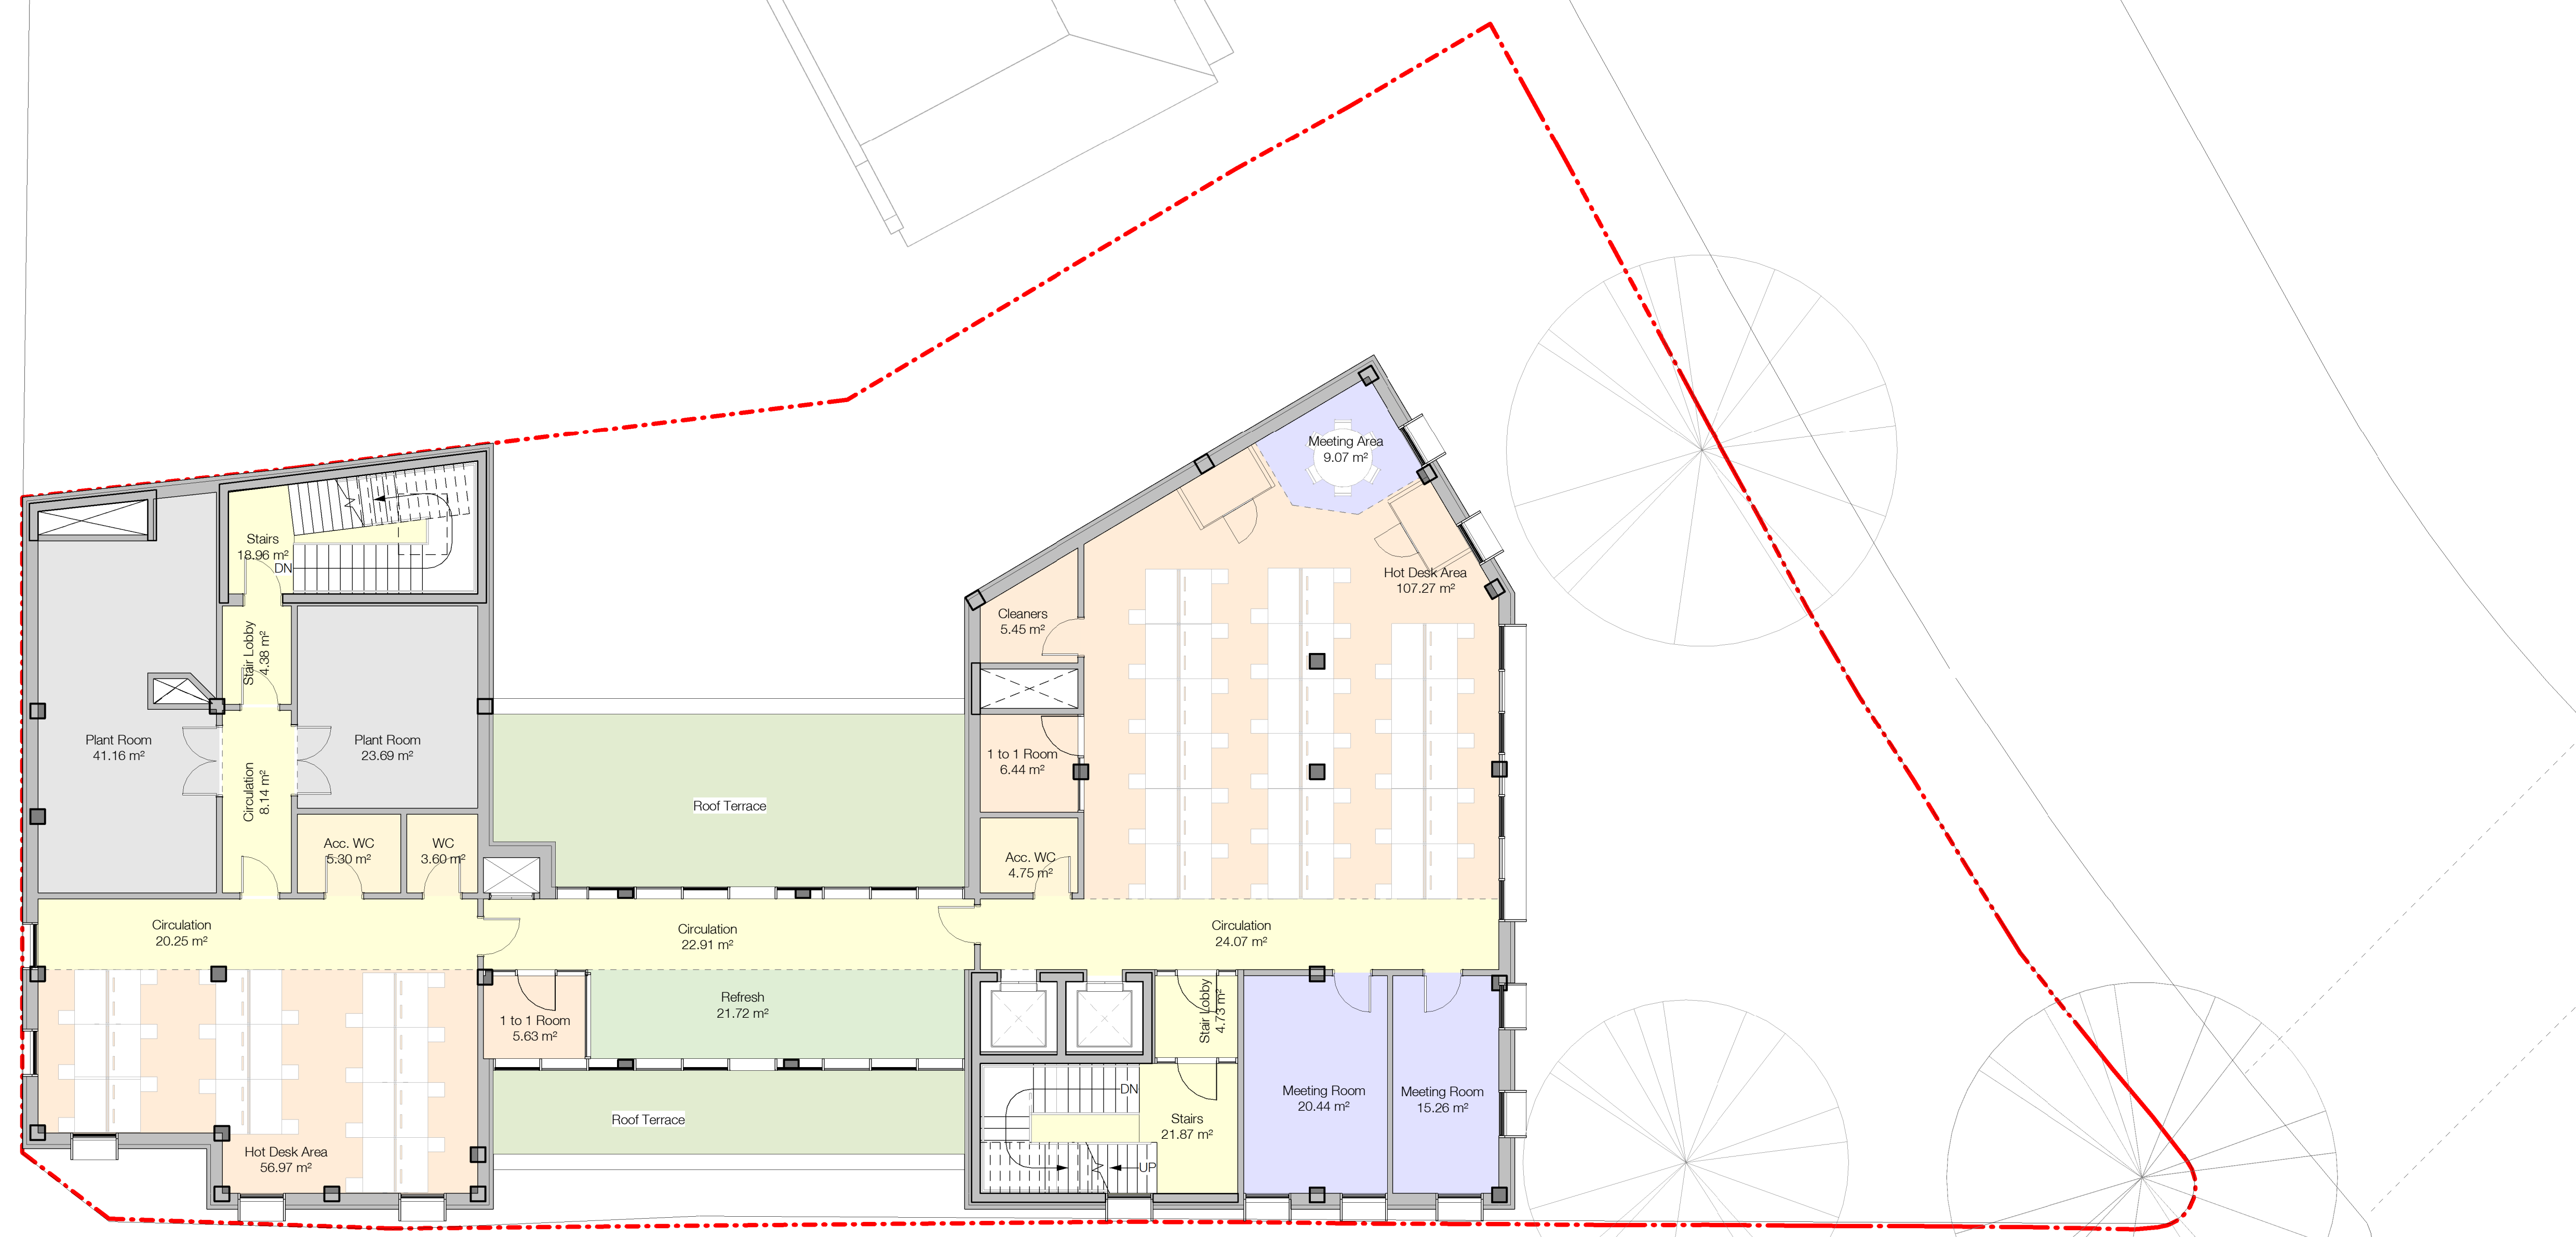 Meeting Area
9.07 m²
Stairs
18.96 m²
DN
Hot Desk Area
107.27 m²
Cleaners
5.45 m²
Stair Lobby
4.38 m²
Plant Room
41.16 m²
Plant Room
23.69 m²
1 to 1 Room
6.44 m²
Circulation
8.14 m²
Roof Terrace
Acc. WC
5.30 m²
WC
3.60 m²
Acc. WC
4.75 m²
Circulation
20.25 m²
Circulation
22.91 m²
Circulation
24.07 m²
Refresh
21.72 m²
1 to 1 Room
5.63 m²
Stair Lobby
4.73 m²
DN
Meeting Room
20.44 m²
Meeting Room
15.26 m²
Roof Terrace
Stairs
21.87 m²
Hot Desk Area
56.97 m²
UP